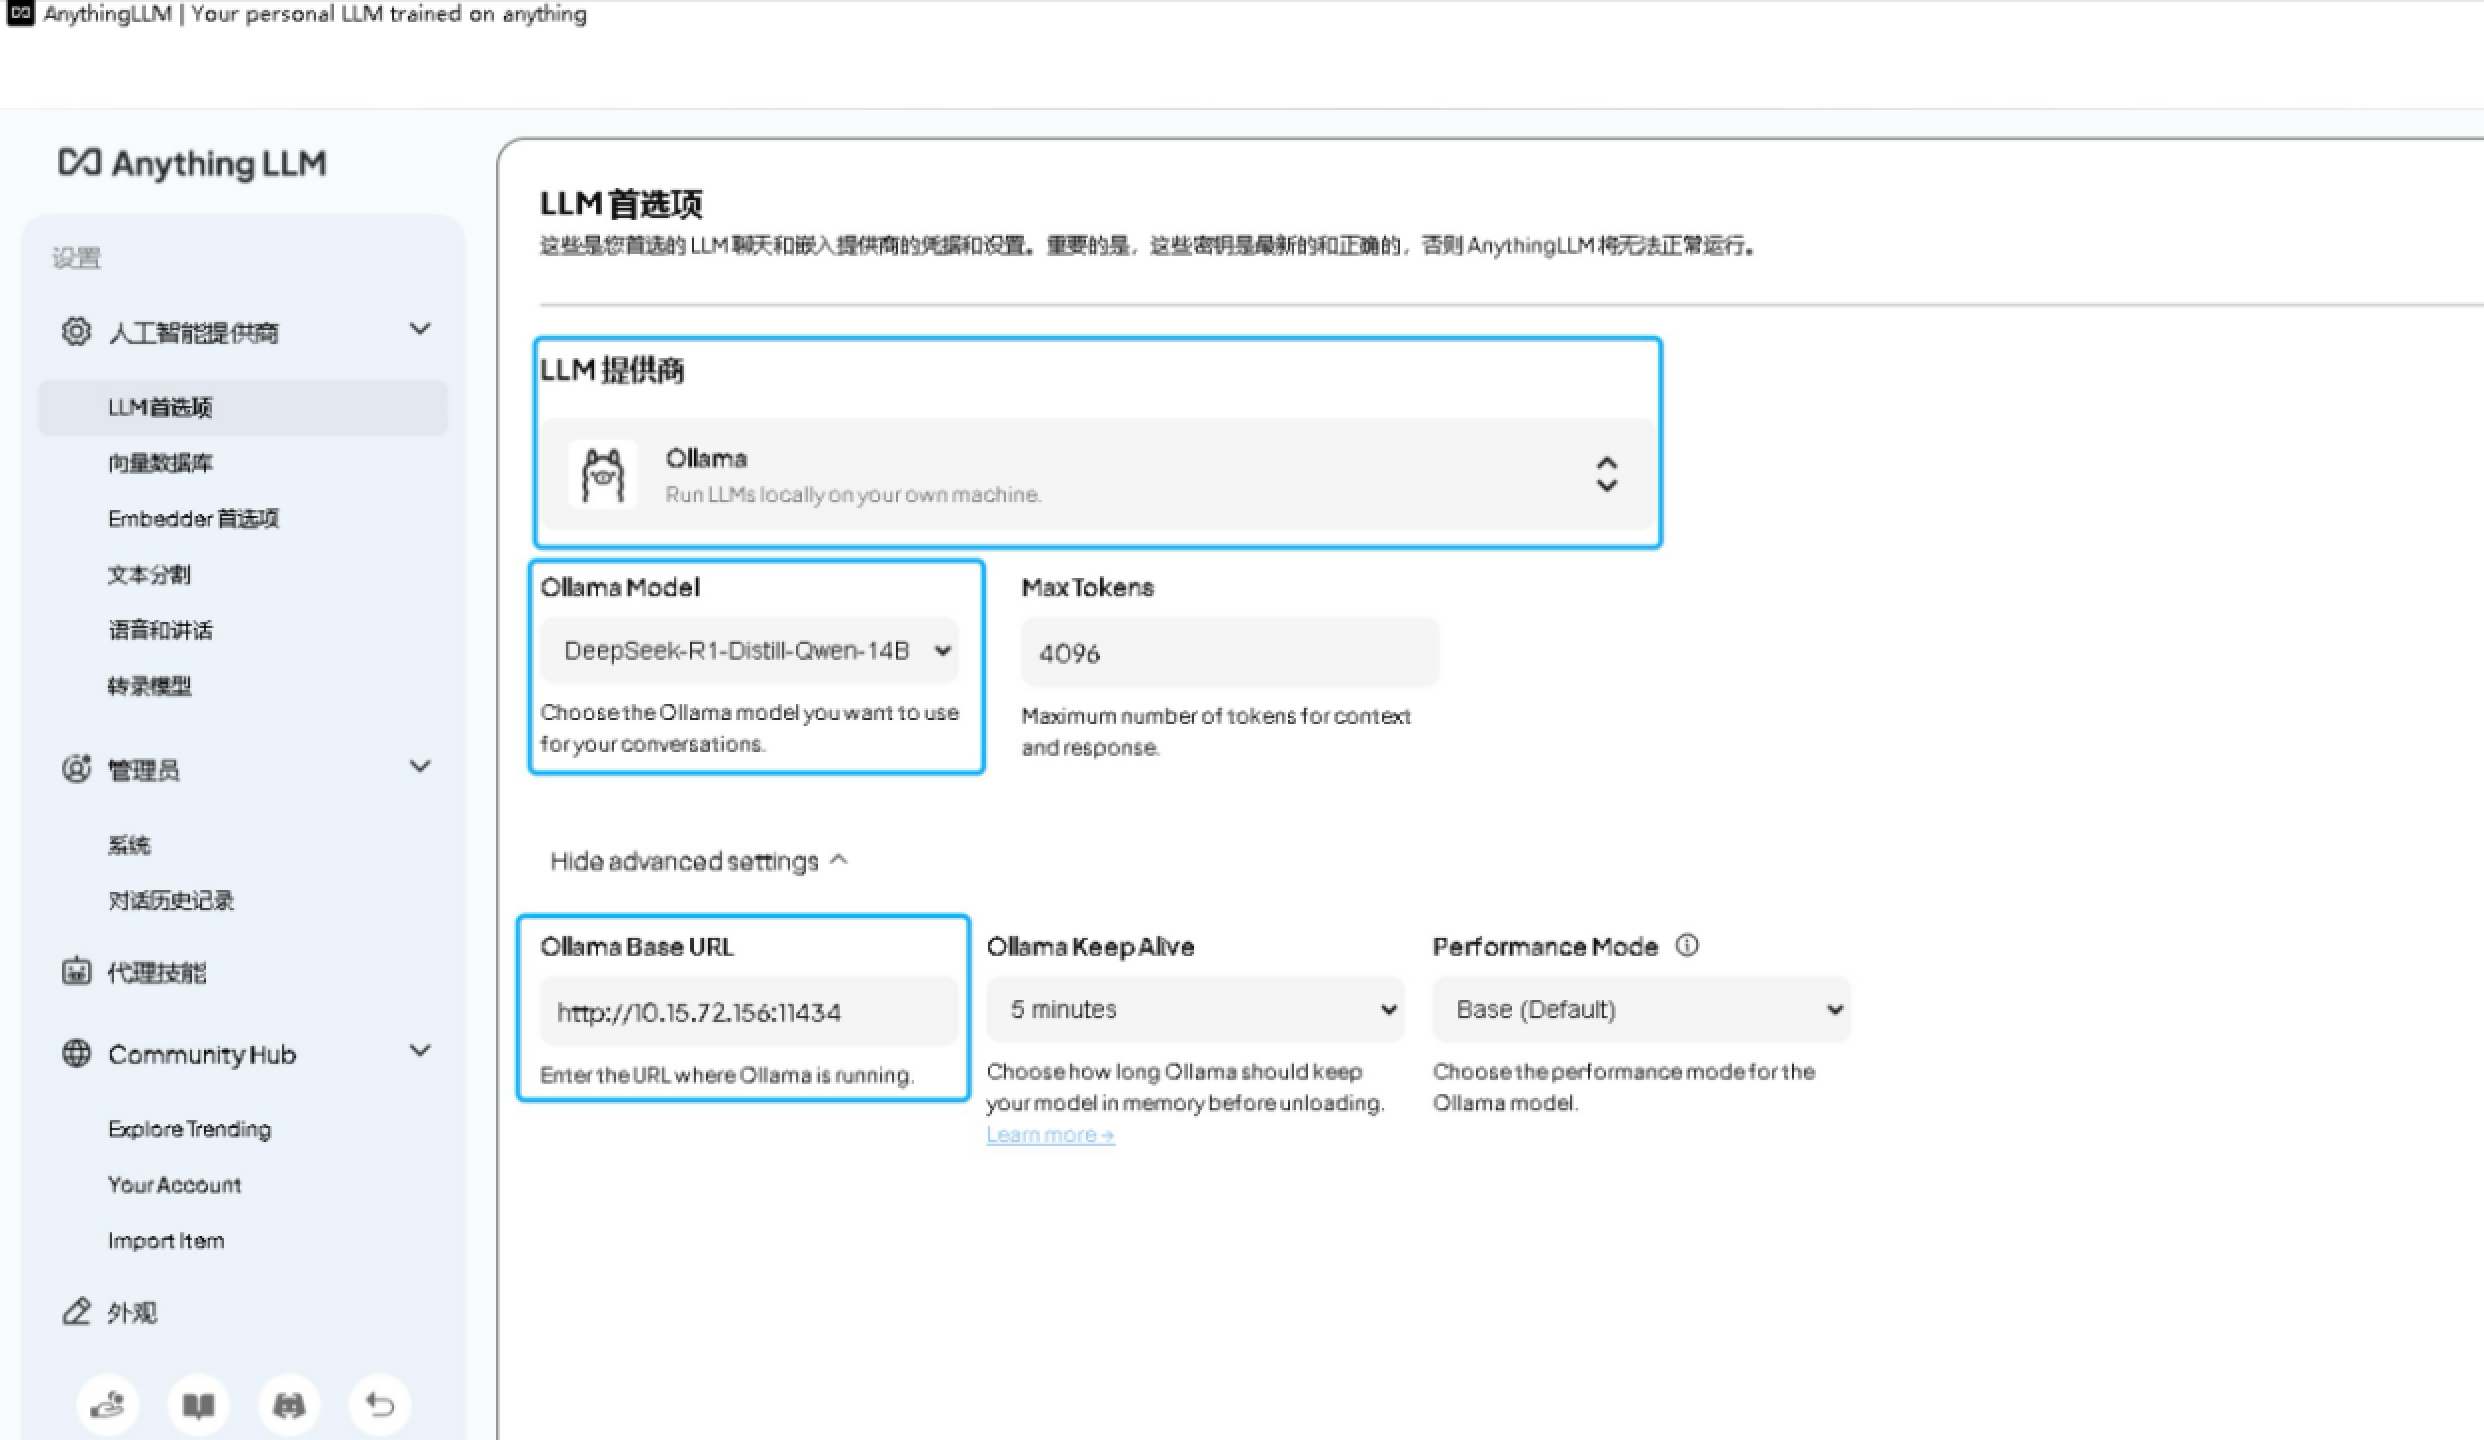 AnythingLLM | Your personal LLM trained on anything
Anything LLM
设置
人工智能提供商
LLM 首选项
向量数据库
Embedder 首选项
文本分割
语音和讲话
转录模型
管理员
系统
对话历史记录
代理技能
Community Hub
Explore Trending
Your Account
Import Item
外观
LLM 首选项
这些是您首选的 LLM 聊天和嵌入提供商的凭据和设置。重要的是，这些密钥是最新的和正确的，否则 AnythingLLM 将无法正常运行。
LLM 提供商
Ollama
Run LLMs locally on your own machine.
Ollama Model
DeepSeek-R1-Distill-Qwen-14B
Choose the Ollama model you want to use
for your conversations.
Max Tokens
4096
Maximum number of tokens for context
and response.
Hide advanced settings
Ollama Base URL
http://10.15.72.156:11434
Enter the URL where Ollama is running.
Ollama Keep Alive
5 minutes
Choose how long Ollama should keep
your model in memory before unloading.
Learn more →
Performance Mode
Base (Default)
Choose the performance mode for the
Ollama model.